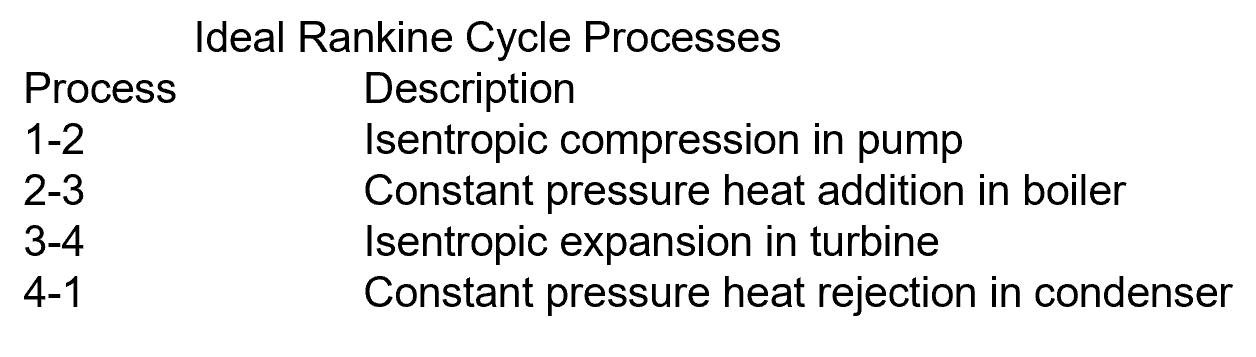 Ideal Rankine Cycle Processes
Process Description
1-2 Isentropic compression in pump
2-3 Constant pressure heat addition in boiler
3-4 Isentropic expansion in turbine
4-1 Constant pressure heat rejection in condenser